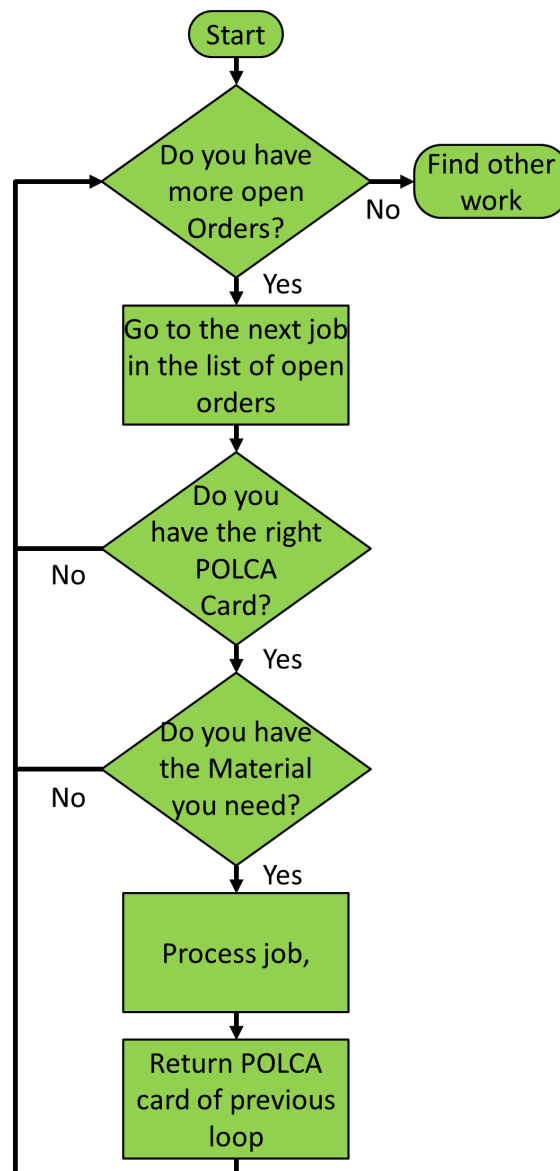 Start
Do you have
more open
Orders?
No
Find other
work
Yes
Go to the next job
in the list of open
orders
Do you
have the right
POLCA
Card?
No
Yes
Do you have
the Material
you need?
No
Yes
Process job,
Return POLCA
card of previous
loop